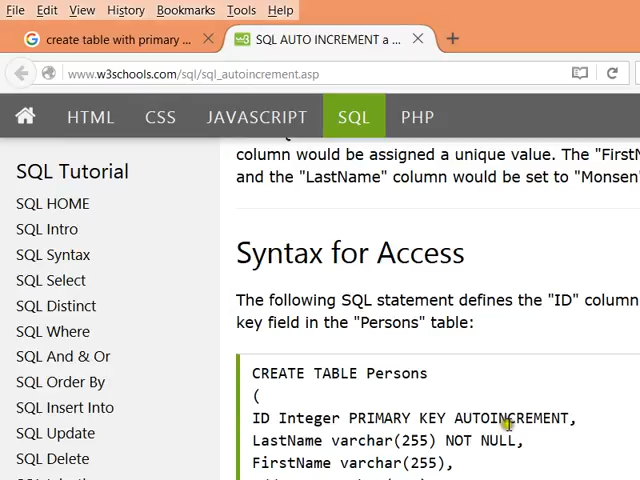 File Edit View History Bookmarks Tools Help
create table with primary ... × SQL AUTO INCREMENT a ... × +
www.w3schools.com/sql/sql_autoincrement.asp
HTML CSS JAVASCRIPT SQL PHP
SQL Tutorial
SQL HOME
SQL Intro
SQL Syntax
SQL Select
SQL Distinct
SQL Where
SQL And & Or
SQL Order By
SQL Insert Into
SQL Update
SQL Delete
column would be assigned a unique value. The "FirstN
and the "LastName" column would be set to "Monsen"
Syntax for Access
The following SQL statement defines the "ID" column
key field in the "Persons" table:
CREATE TABLE Persons
(
ID Integer PRIMARY KEY AUTOINCREMENT,
LastName varchar(255) NOT NULL,
FirstName varchar(255),